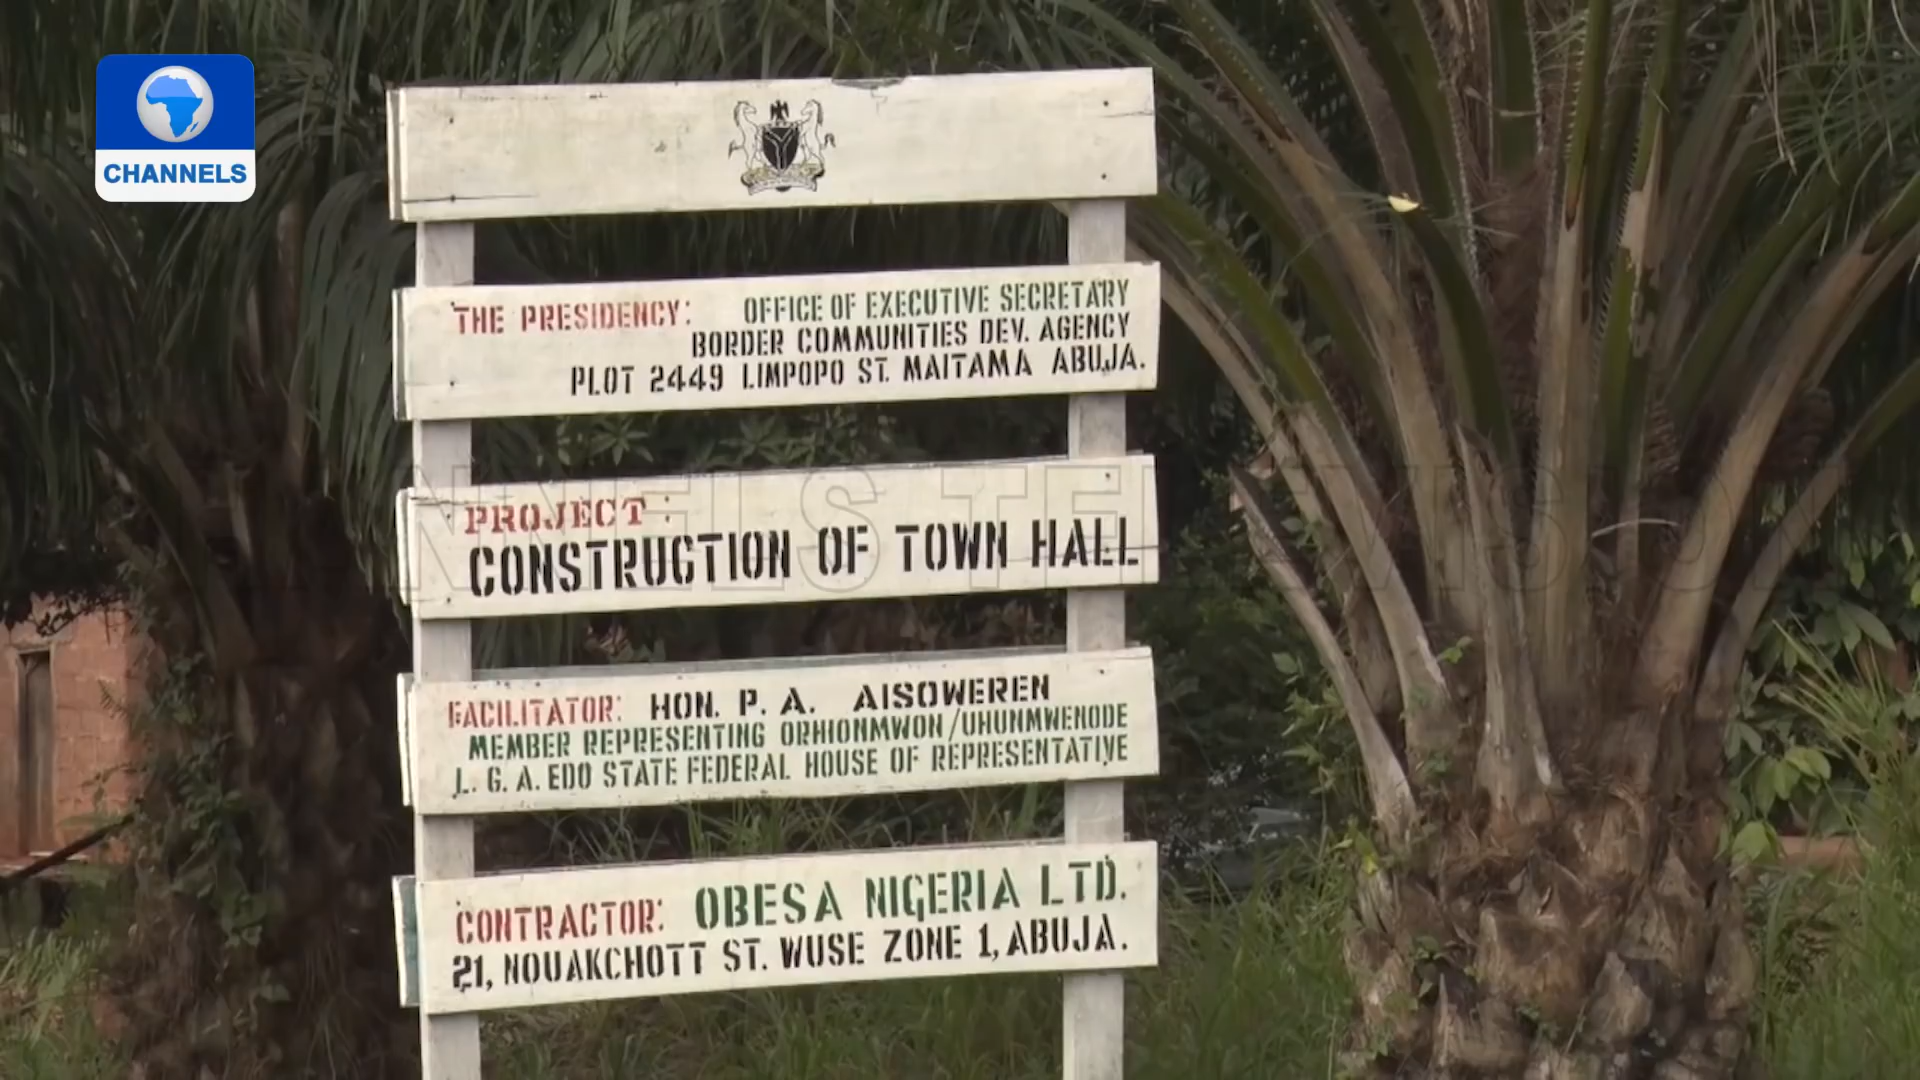 CHANNELS
THE PRESIDENCY: OFFICE OF EXECUTIVE SECRETARY
BORDER COMMUNITIES DEV. AGENCY
PLOT 2449 LIMPOPO ST. MAITAMA ABUJA.
PROJECT:
CONSTRUCTION OF TOWN HALL
FACILITATOR: HON. P. A. AISOWEREN
MEMBER REPRESENTING ORHIONMWON/UHUNMWENODE
L. G. A. EDO STATE FEDERAL HOUSE OF REPRESENTATIVE
CONTRACTOR: OBESA NIGERIA LTD.
21, NOUAKCHOTT ST. WUSE ZONE 1, ABUJA.
CHANNELS TELEVISION